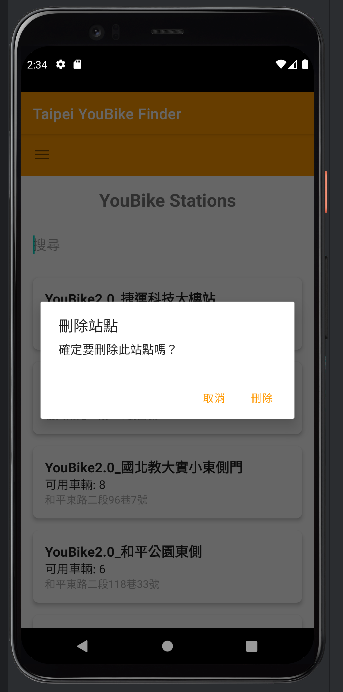 2:34
Taipei YouBike Finder
YouBike Stations
搜尋
YouBike2.0_捷運科技大樓站
刪除站點
確定要刪除此站點嗎？
取消
刪除
YouBike2.0_國北教大實小東側門
可用車輛: 8
和平東路二段96巷7號
YouBike2.0_和平公園東側
可用車輛: 6
和平東路二段118巷33號